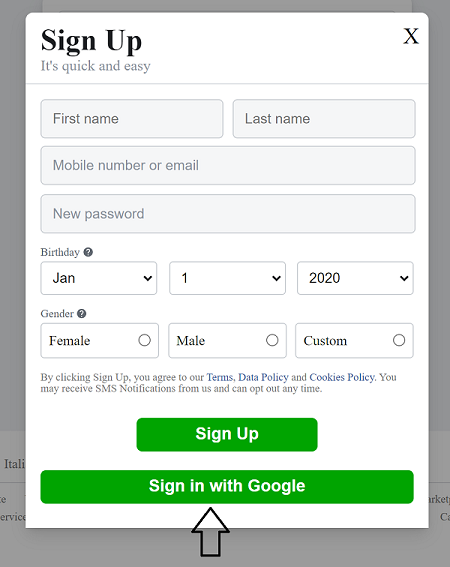 Sign Up
X
It's quick and easy
First name
Last name
Mobile number or email
New password
Birthday
Jan
1
2020
Gender
Female
Male
Custom
By clicking Sign Up, you agree to our Terms, Data Policy and Cookies Policy. You
may receive SMS Notifications from us and can opt out any time.
Sign Up
Itali
Sign in with Google